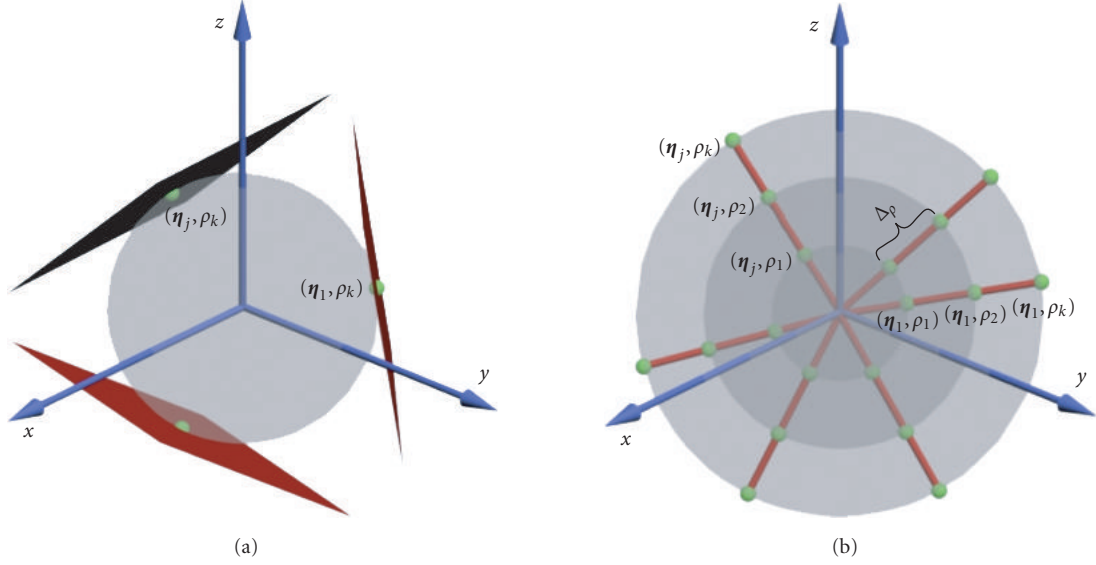 z
(η_j, ρ_k)
(η_1, ρ_k)
y
x
(a)
z
(η_j, ρ_k)
(η_j, ρ_2)
Δρ
(η_j, ρ_1)
(η_1, ρ_1) (η_1, ρ_2) (η_1, ρ_k)
y
x
(b)